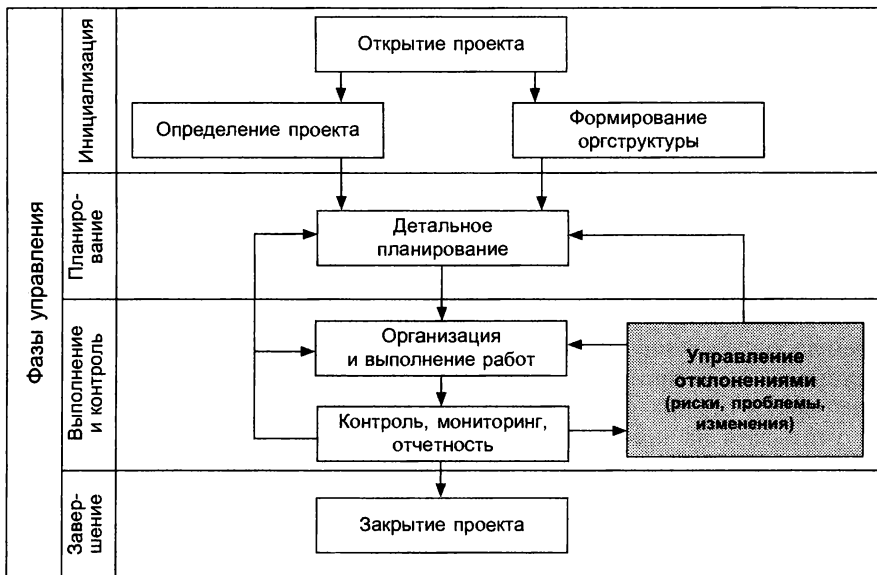 Фазы управления
Инициализация
Открытие проекта
Определение проекта
Формирование
оргструктуры
Планиро-
вание
Детальное
планирование
Выполнение
и контроль
Организация
и выполнение работ
Управление
отклонениями
(риски, проблемы,
изменения)
Контроль, мониторинг,
отчетность
Завер-
шение
Закрытие проекта